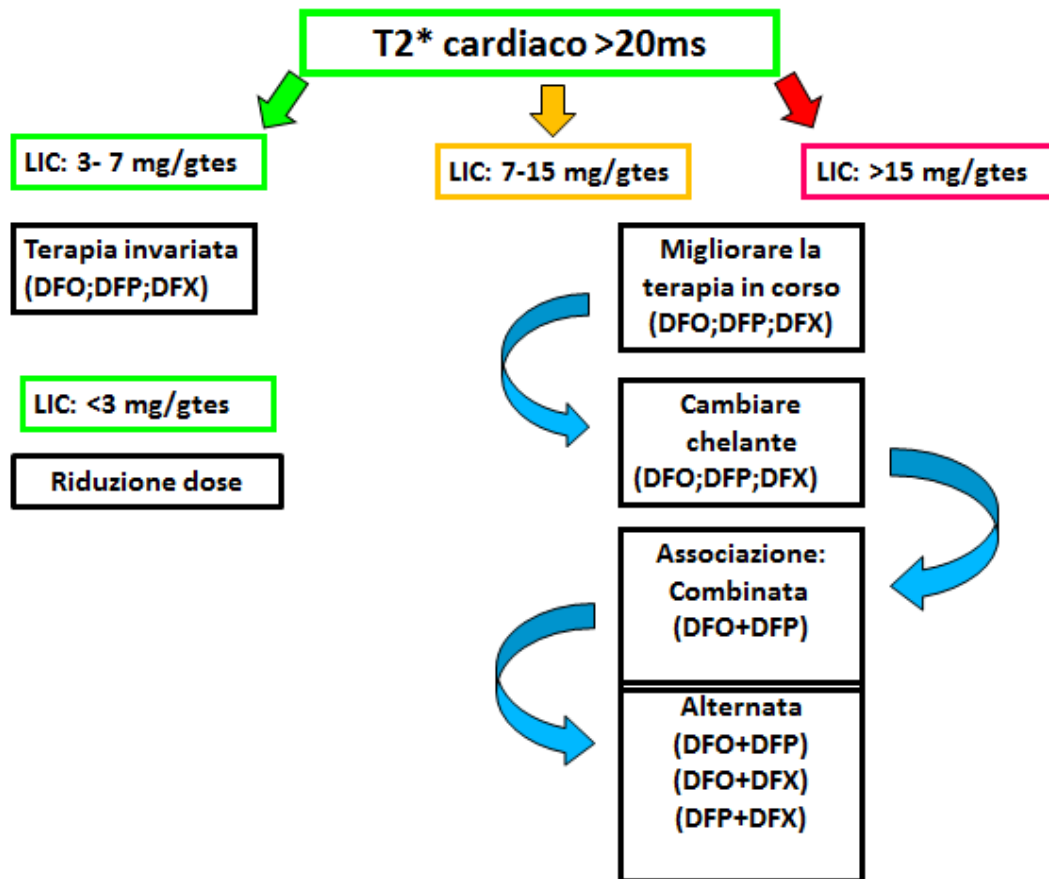 T2* cardiaco >20ms
LIC: 3- 7 mg/gtes
LIC: 7-15 mg/gtes
LIC: >15 mg/gtes
Terapia invariata
(DFO;DFP;DFX)
LIC: <3 mg/gtes
Riduzione dose
Migliorare la
terapia in corso
(DFO;DFP;DFX)
Cambiare
chelante
(DFO;DFP;DFX)
Associazione:
Combinata
(DFO+DFP)
Alternata
(DFO+DFP)
(DFO+DFX)
(DFP+DFX)